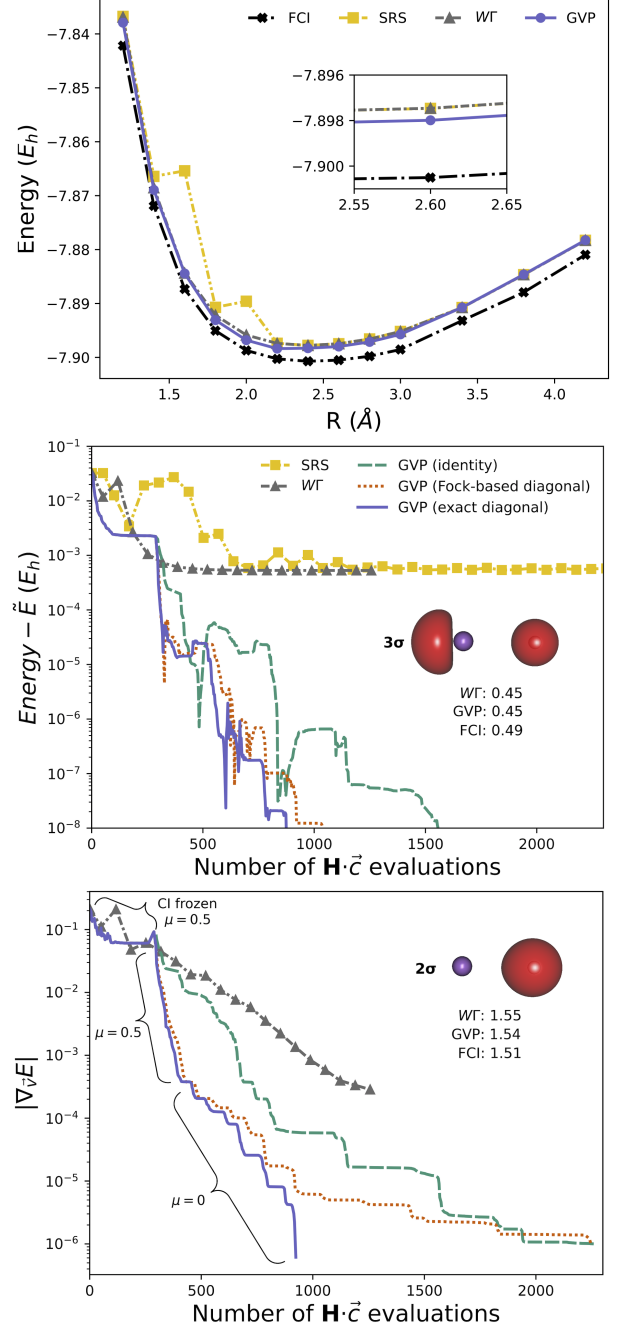 FCI SRS WΓ GVP
−7.84
−7.85
−7.86
−7.87
−7.88
−7.89
−7.90
Energy (E_h)
−7.896
−7.898
−7.900
2.55 2.60 2.65
1.5 2.0 2.5 3.0 3.5 4.0
R (Å)
10⁻¹
10⁻²
10⁻³
10⁻⁴
10⁻⁵
10⁻⁶
10⁻⁷
10⁻⁸
Energy − Ẽ (E_h)
SRS
WΓ
GVP (identity)
GVP (Fock-based diagonal)
GVP (exact diagonal)
3σ
WΓ: 0.45
GVP: 0.45
FCI: 0.49
0 500 1000 1500 2000
Number of H·c⃗ evaluations
10⁻¹
10⁻²
10⁻³
10⁻⁴
10⁻⁵
10⁻⁶
|∇_v⃗E|
CI frozen
μ = 0.5
μ = 0.5
μ = 0
2σ
WΓ: 1.55
GVP: 1.54
FCI: 1.51
0 500 1000 1500 2000
Number of H·c⃗ evaluations